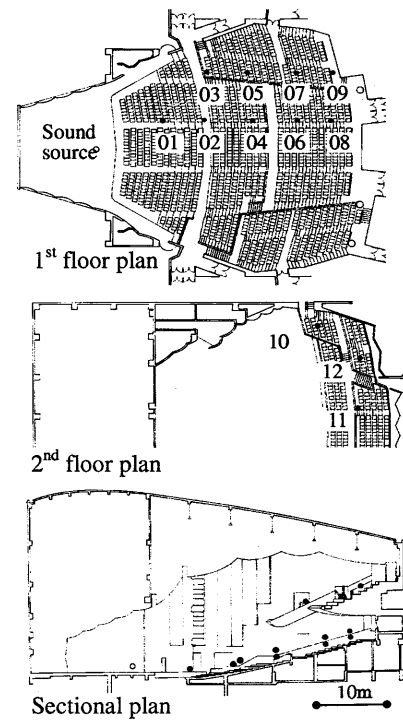 03 05 07 09
Sound
source
01 02 04 06 08
1st floor plan
10
12
11
2nd floor plan
Sectional plan
10m